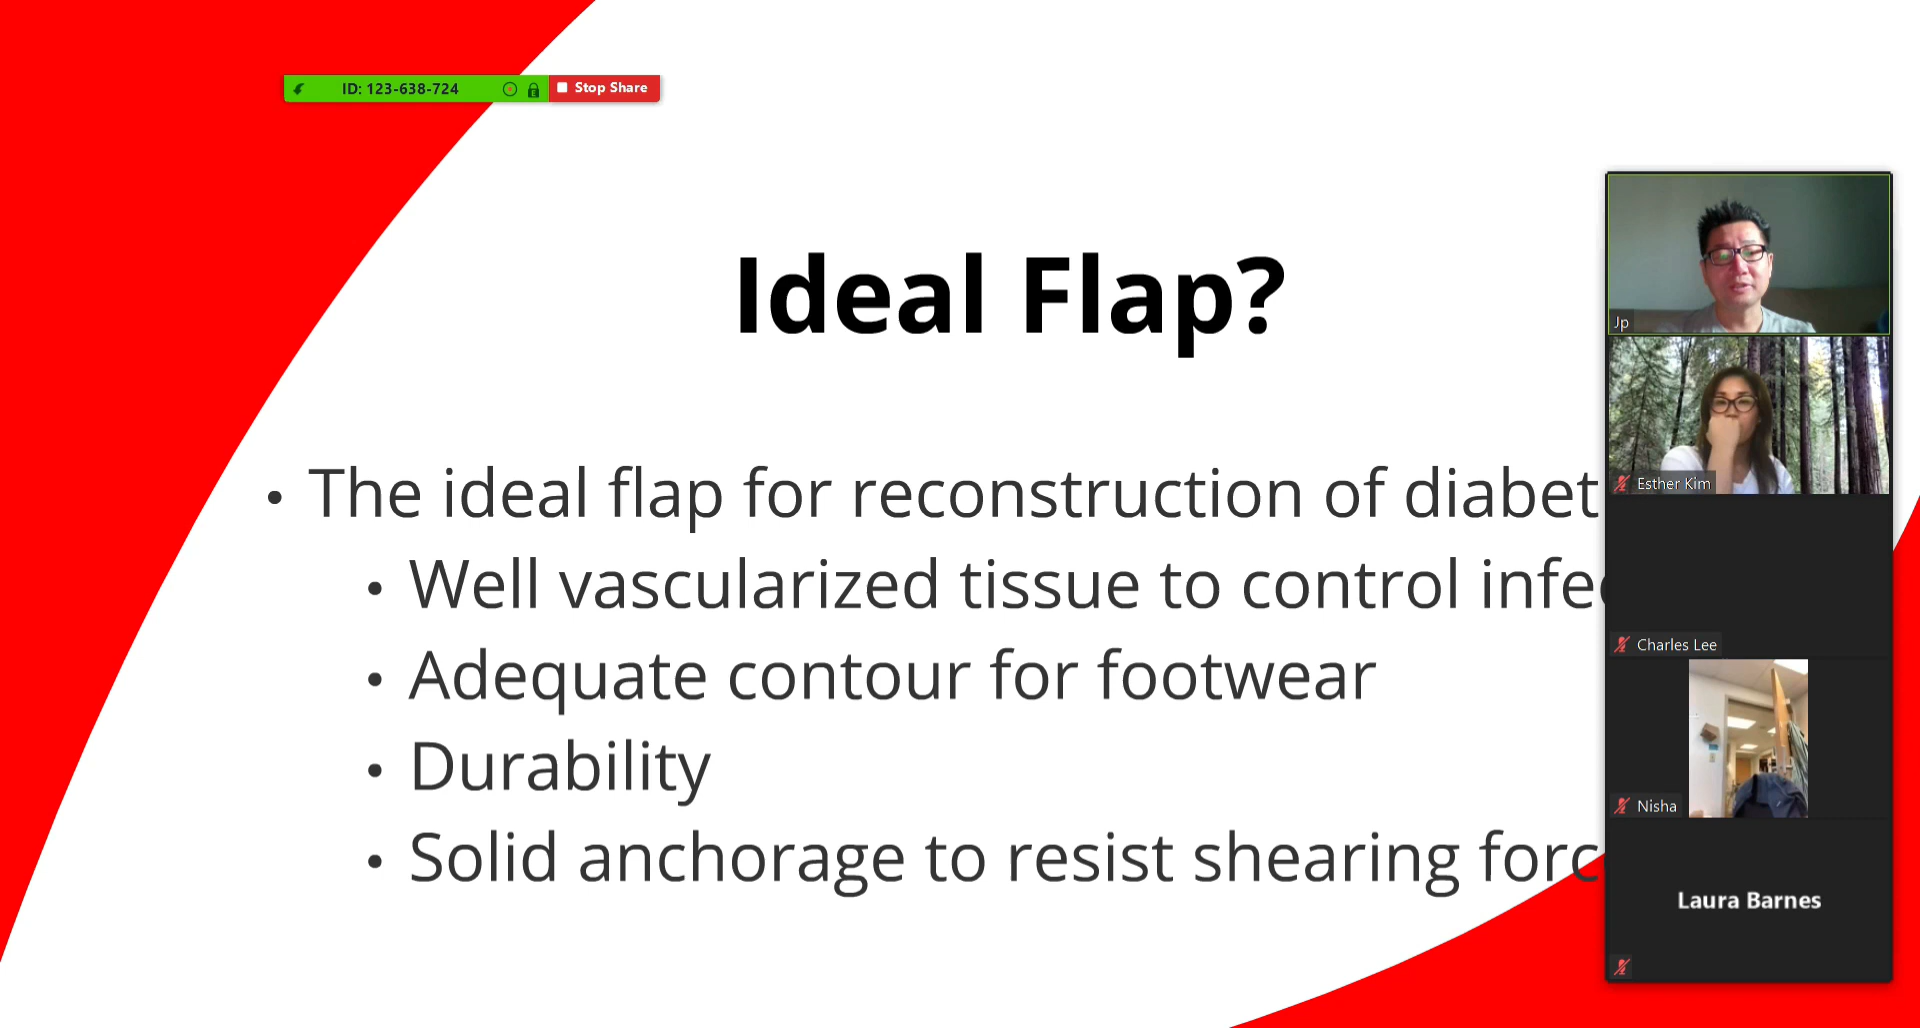 ID: 123-638-724
Stop Share
Ideal Flap?
• The ideal flap for reconstruction of diabet
• Well vascularized tissue to control infec
• Adequate contour for footwear
• Durability
• Solid anchorage to resist shearing forc
Jp
Esther Kim
Charles Lee
Nisha
Laura Barnes